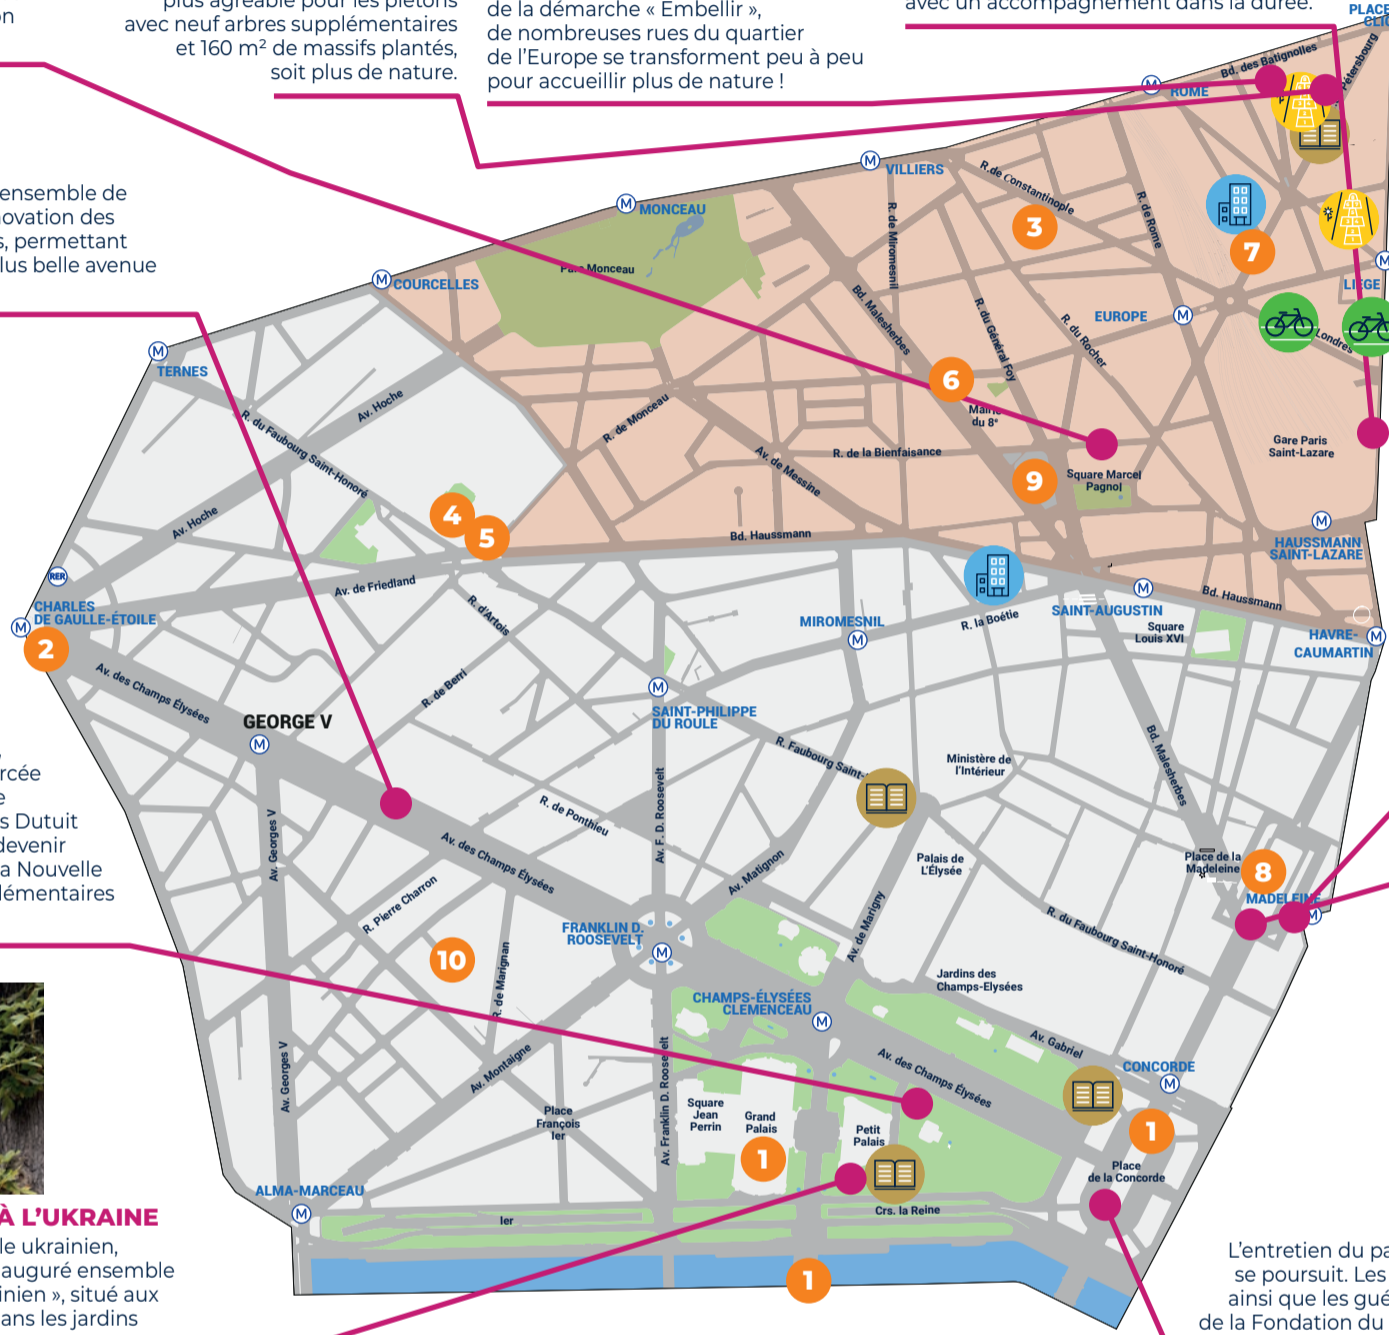 on
plus agréable pour les piétons
avec neuf arbres supplémentaires
et 160 m² de massifs plantés,
soit plus de nature.
de la démarche « Embellir »,
de nombreuses rues du quartier
de l'Europe se transforment peu à peu
pour accueillir plus de nature !
avec un accompagnement dans la durée.
PLACE
Bd. des Batignolles
Pétersbourg
M
ROME
M
VILLIERS
M
MONCEAU
R.de Constantinople
3
R. de Miromesnil
R. de Rome
7
M
LIEGE
ensemble de
novation des
s, permettant
lus belle avenue
Parc Monceau
M
COURCELLES
EUROPE
M
Londres
Bd. Malesherbes
R. du Général Foy
R. du Rocher
M
TERNES
6
Mairie
du 8e
Av. Hoche
R. du Faubourg Saint-Honoré
R. de Monceau
Av. de Messine
R. de la Bienfaisance
Gare Paris
Saint-Lazare
9
Square Marcel
Pagnol
4
5
Av. Hoche
Bd. Haussmann
M
HAUSSMANN
SAINT-LAZARE
RER
Av. de Friedland
CHARLES
DE GAULLE-ÉTOILE
M
2
R. d'Artois
MIROMESNIL
M
R. la Boétie
M
SAINT-AUGUSTIN
Bd. Haussmann
Square
Louis XVI
HAVRE-
CAUMARTIN
M
Av. des Champs Élysées
R. de Berri
M
SAINT-PHILIPPE
DU ROULE
GEORGE V
M
R. Faubourg Saint-
Ministère de
l'Intérieur
Bd. Malesherbes
rcée
e
s Dutuit
devenir
a Nouvelle
lémentaires
Av. Georges V
R. de Ponthieu
Av. F. D. Roosevelt
Av. des Champs Élysées
Av. Matignon
Palais de
L'Élysée
Place de la
Madeleine
8
MADELEINE
M
R. Pierre Charron
FRANKLIN D.
ROOSEVELT
M
Av. de Marigny
R. du Faubourg Saint-Honoré
10
R. de Marignan
Jardins des
Champs-Elysées
CHAMPS-ÉLYSÉES
CLEMENCEAU
M
Av. Gabriel
Av. Georges V
Av. Montaigne
Av. Franklin D. Roosevelt
Av. des Champs Élysées
CONCORDE
M
Place
François
Ier
Square
Jean
Perrin
Grand
Palais
1
Petit
Palais
1
Place
de la Concorde
ALMA-MARCEAU
M
Ier
Crs. la Reine
1
À L'UKRAINE
le ukrainien,
auguré ensemble
inien », situé aux
ans les jardins
L'entretien du pa
se poursuit. Les
ainsi que les gué
de la Fondation du